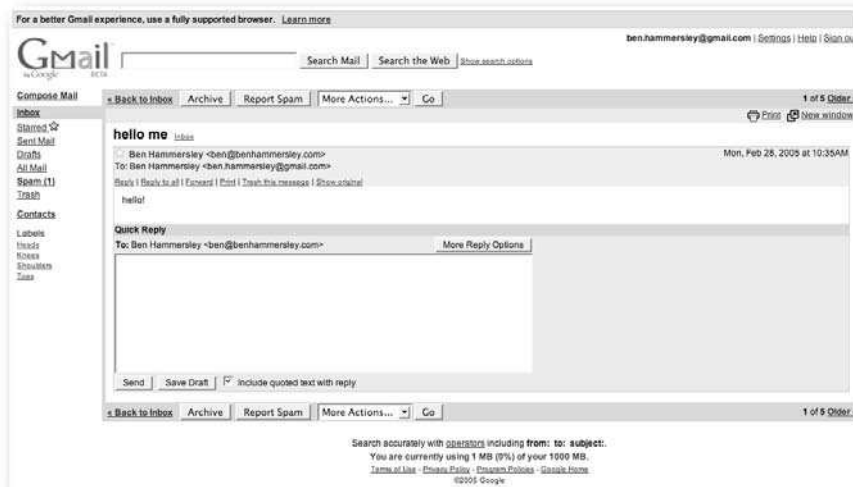 For a better Gmail experience, use a fully supported browser. Learn more
ben.hammersley@gmail.com | Settings | Help | Sign ou
Gmail
by Google BETA
Search Mail Search the Web Show search options
Compose Mail
Inbox
Starred
Sent Mail
Drafts
All Mail
Spam (1)
Trash
Contacts
Labels
Heads
Knees
Shoulders
Toes
« Back to Inbox Archive Report Spam More Actions... Go 1 of 5 Older
Print New window
hello me Inbox
Ben Hammersley <ben@benhammersley.com> Mon, Feb 28, 2005 at 10:35AM
To: Ben Hammersley <ben.hammersley@gmail.com>
Reply | Reply to all | Forward | Print | Trash this message | Show original
hello!
Quick Reply
To: Ben Hammersley <ben@benhammersley.com> More Reply Options
Send Save Draft Include quoted text with reply
« Back to Inbox Archive Report Spam More Actions... Go 1 of 5 Older
Search accurately with operators including from: to: subject:.
You are currently using 1 MB (0%) of your 1000 MB.
Terms of Use - Privacy Policy - Program Policies - Google Home
©2005 Google